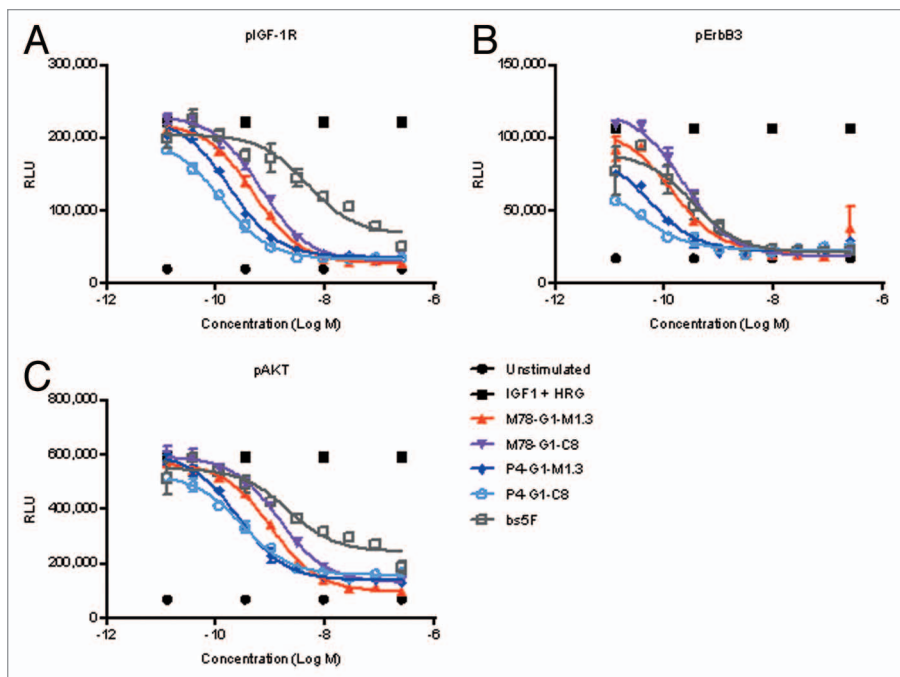 A
pIGF-1R
300,000
200,000
100,000
0
RLU
-12
-10
-8
-6
Concentration (Log M)
B
pErbB3
150,000
100,000
50,000
0
RLU
-12
-10
-8
-6
Concentration (Log M)
C
pAKT
800,000
600,000
400,000
200,000
0
RLU
-12
-10
-8
-6
Concentration (Log M)
Unstimulated
IGF1 + HRG
M78-G1-M1.3
M78-G1-C8
P4-G1-M1.3
P4-G1-C8
bs5F